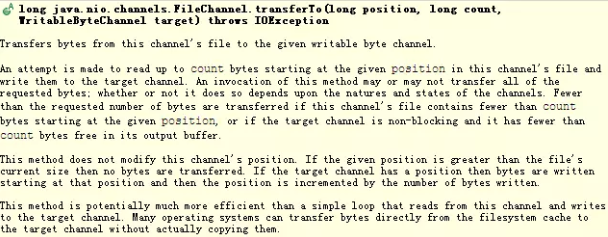 long java.nio.channels.FileChannel.transferTo(long position, long count,
WritableByteChannel target) throws IOException
Transfers bytes from this channel's file to the given writable byte channel.
An attempt is made to read up to count bytes starting at the given position in this channel's file and
write them to the target channel. An invocation of this method may or may not transfer all of the
requested bytes; whether or not it does so depends upon the natures and states of the channels. Fewer
than the requested number of bytes are transferred if this channel's file contains fewer than count
bytes starting at the given position, or if the target channel is non-blocking and it has fewer than
count bytes free in its output buffer.
This method does not modify this channel's position. If the given position is greater than the file's
current size then no bytes are transferred. If the target channel has a position then bytes are written
starting at that position and then the position is incremented by the number of bytes written.
This method is potentially much more efficient than a simple loop that reads from this channel and writes
to the target channel. Many operating systems can transfer bytes directly from the filesystem cache to
the target channel without actually copying them.